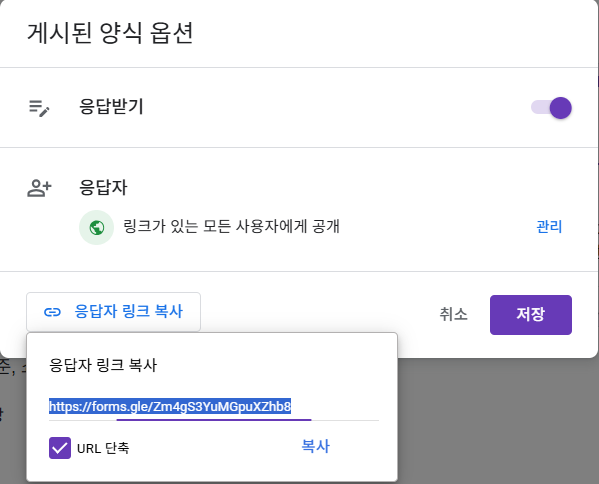 게시된 양식 옵션
응답받기
응답자
링크가 있는 모든 사용자에게 공개
관리
응답자 링크 복사
취소
저장
응답자 링크 복사
https://forms.gle/Zm4gS3YuMGpuXZhb8
URL 단축
복사